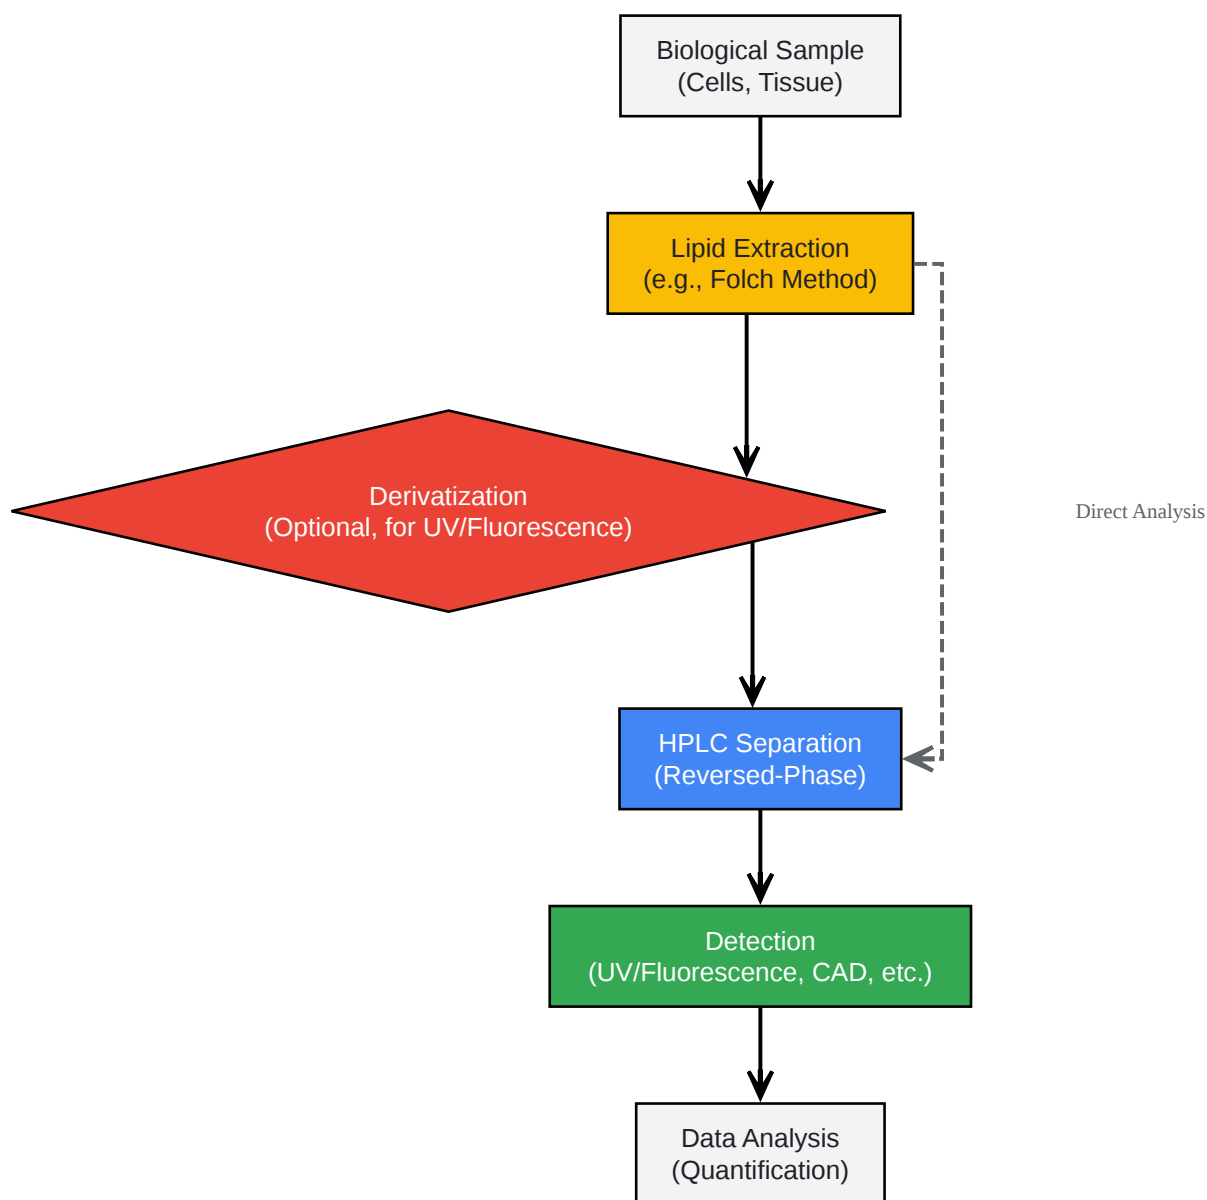 Biological Sample
(Cells, Tissue)
Lipid Extraction
(e.g., Folch Method)
Derivatization
(Optional, for UV/Fluorescence)
Direct Analysis
HPLC Separation
(Reversed-Phase)
Detection
(UV/Fluorescence, CAD, etc.)
Data Analysis
(Quantification)